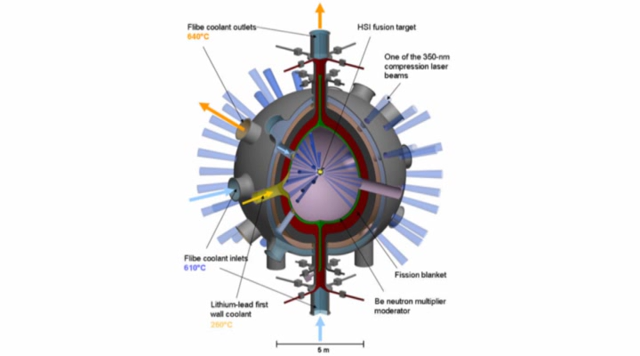 Flibe coolant outlets
640°C
HSI fusion target
One of the 350-nm
compression laser
beams
Flibe coolant inlets
610°C
Lithium-lead first
wall coolant
260°C
Fission blanket
Be neutron multiplier
moderator
5 m